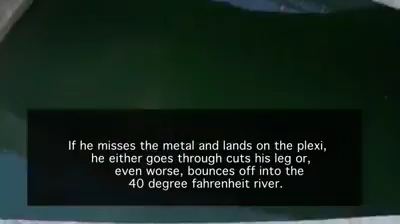 If he misses the metal and lands on the plexi,
he either goes through cuts his leg or,
even worse, bounces off into the
40 degree fahrenheit river.